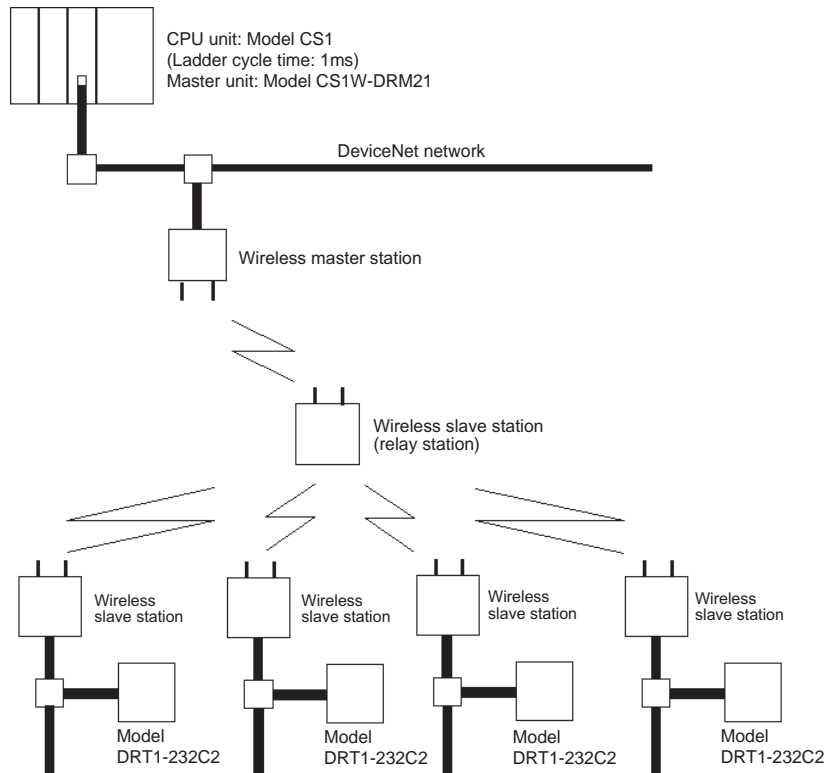 CPU unit: Model CS1
(Ladder cycle time: 1ms)
Master unit: Model CS1W-DRM21
DeviceNet network
Wireless master station
Wireless slave station
(relay station)
Wireless
slave station
Wireless
slave station
Wireless
slave station
Wireless
slave station
Model
DRT1-232C2
Model
DRT1-232C2
Model
DRT1-232C2
Model
DRT1-232C2